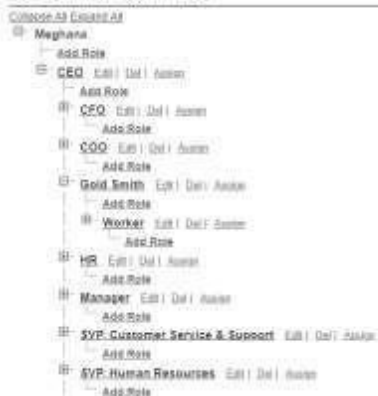 Collapse All Expand All
Meghana
Add Role
CEO Edit | Del | Assign
Add Role
CFO Edit | Del | Assign
Add Role
COO Edit | Del | Assign
Add Role
Gold Smith Edit | Del | Assign
Add Role
Worker Edit | Del | Assign
Add Role
HR Edit | Del | Assign
Add Role
Manager Edit | Del | Assign
Add Role
SVP, Customer Service & Support Edit | Del | Assign
Add Role
SVP, Human Resources Edit | Del | Assign
Add Role